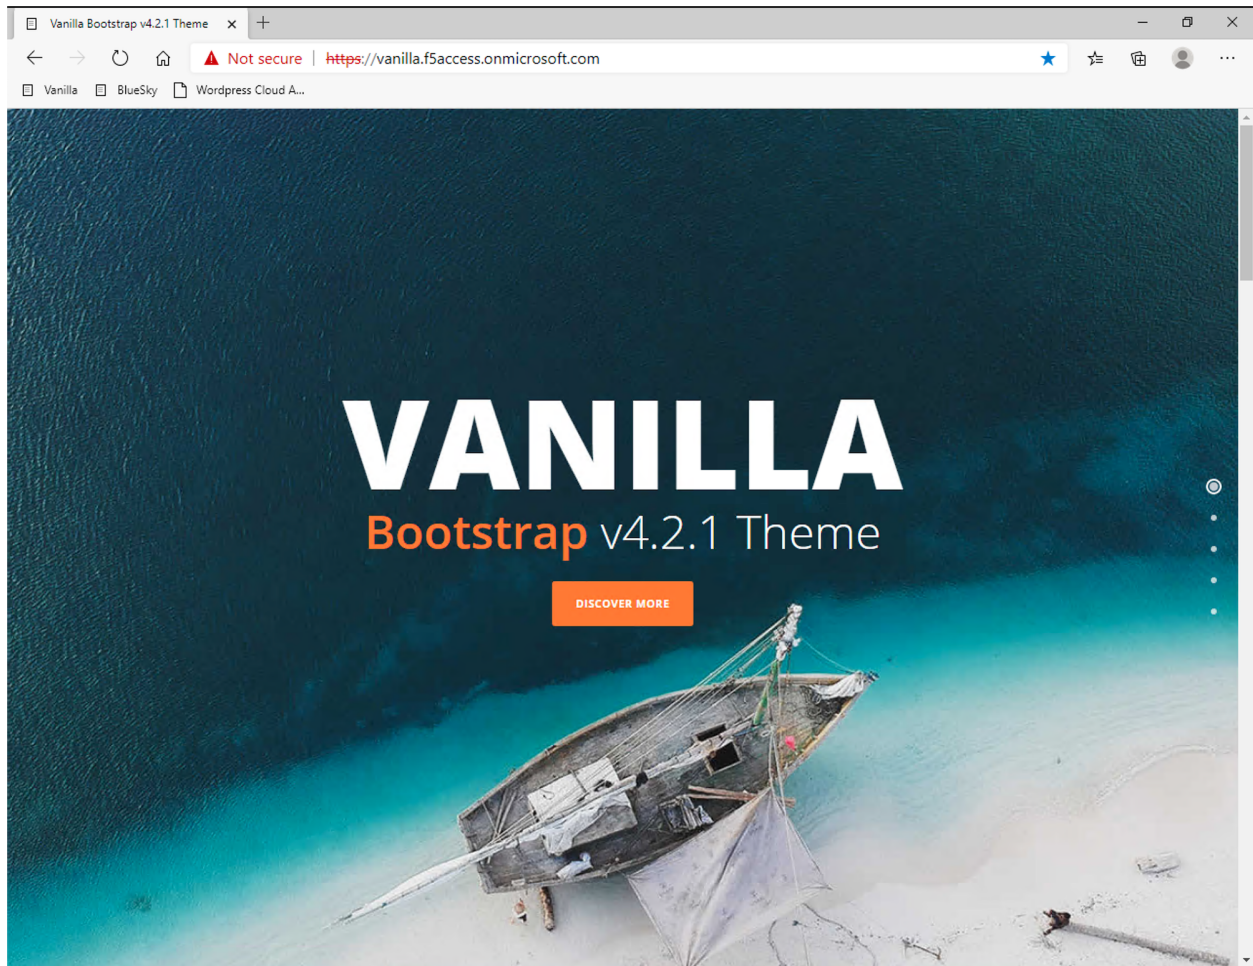 Vanilla Bootstrap v4.2.1 Theme
Not secure | https://vanilla.f5access.onmicrosoft.com
Vanilla BlueSky Wordpress Cloud A...
VANILLA
Bootstrap v4.2.1 Theme
DISCOVER MORE